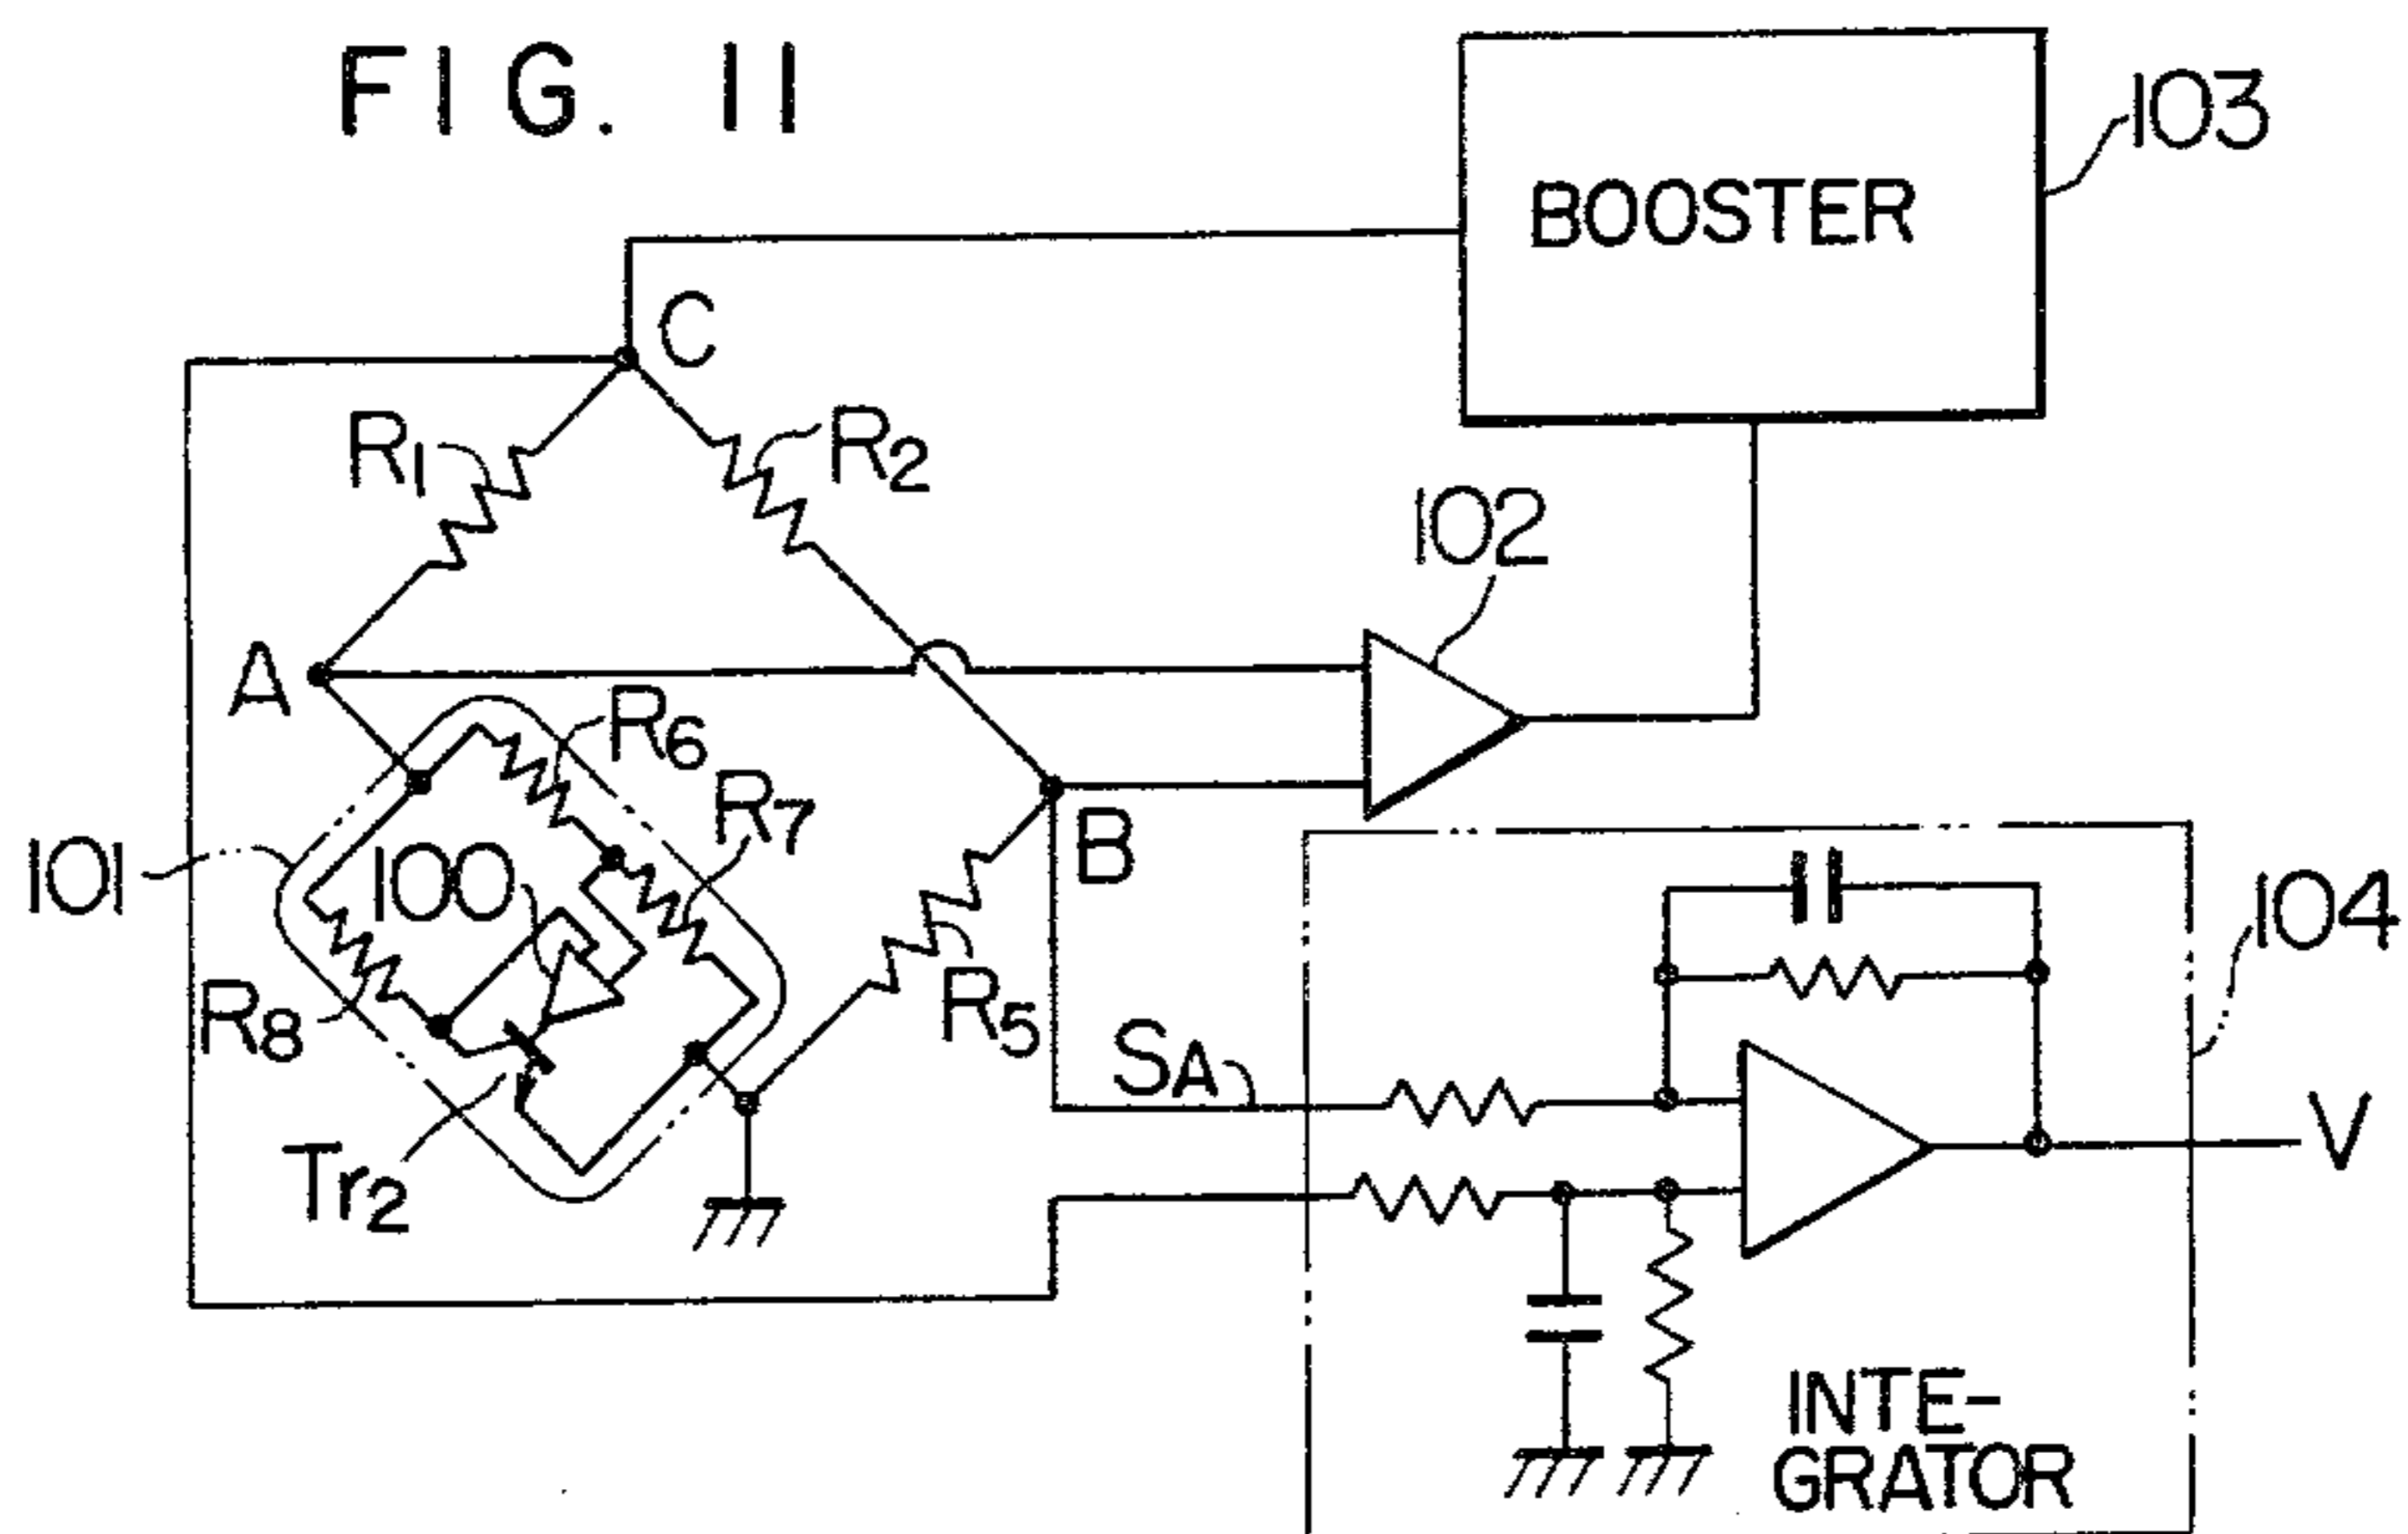 FIG. 11
103
BOOSTER
C
R1
R2
102
A
R6
R7
101
100
B
104
R8
R5
SA
Tr2
V
INTE-
GRATOR